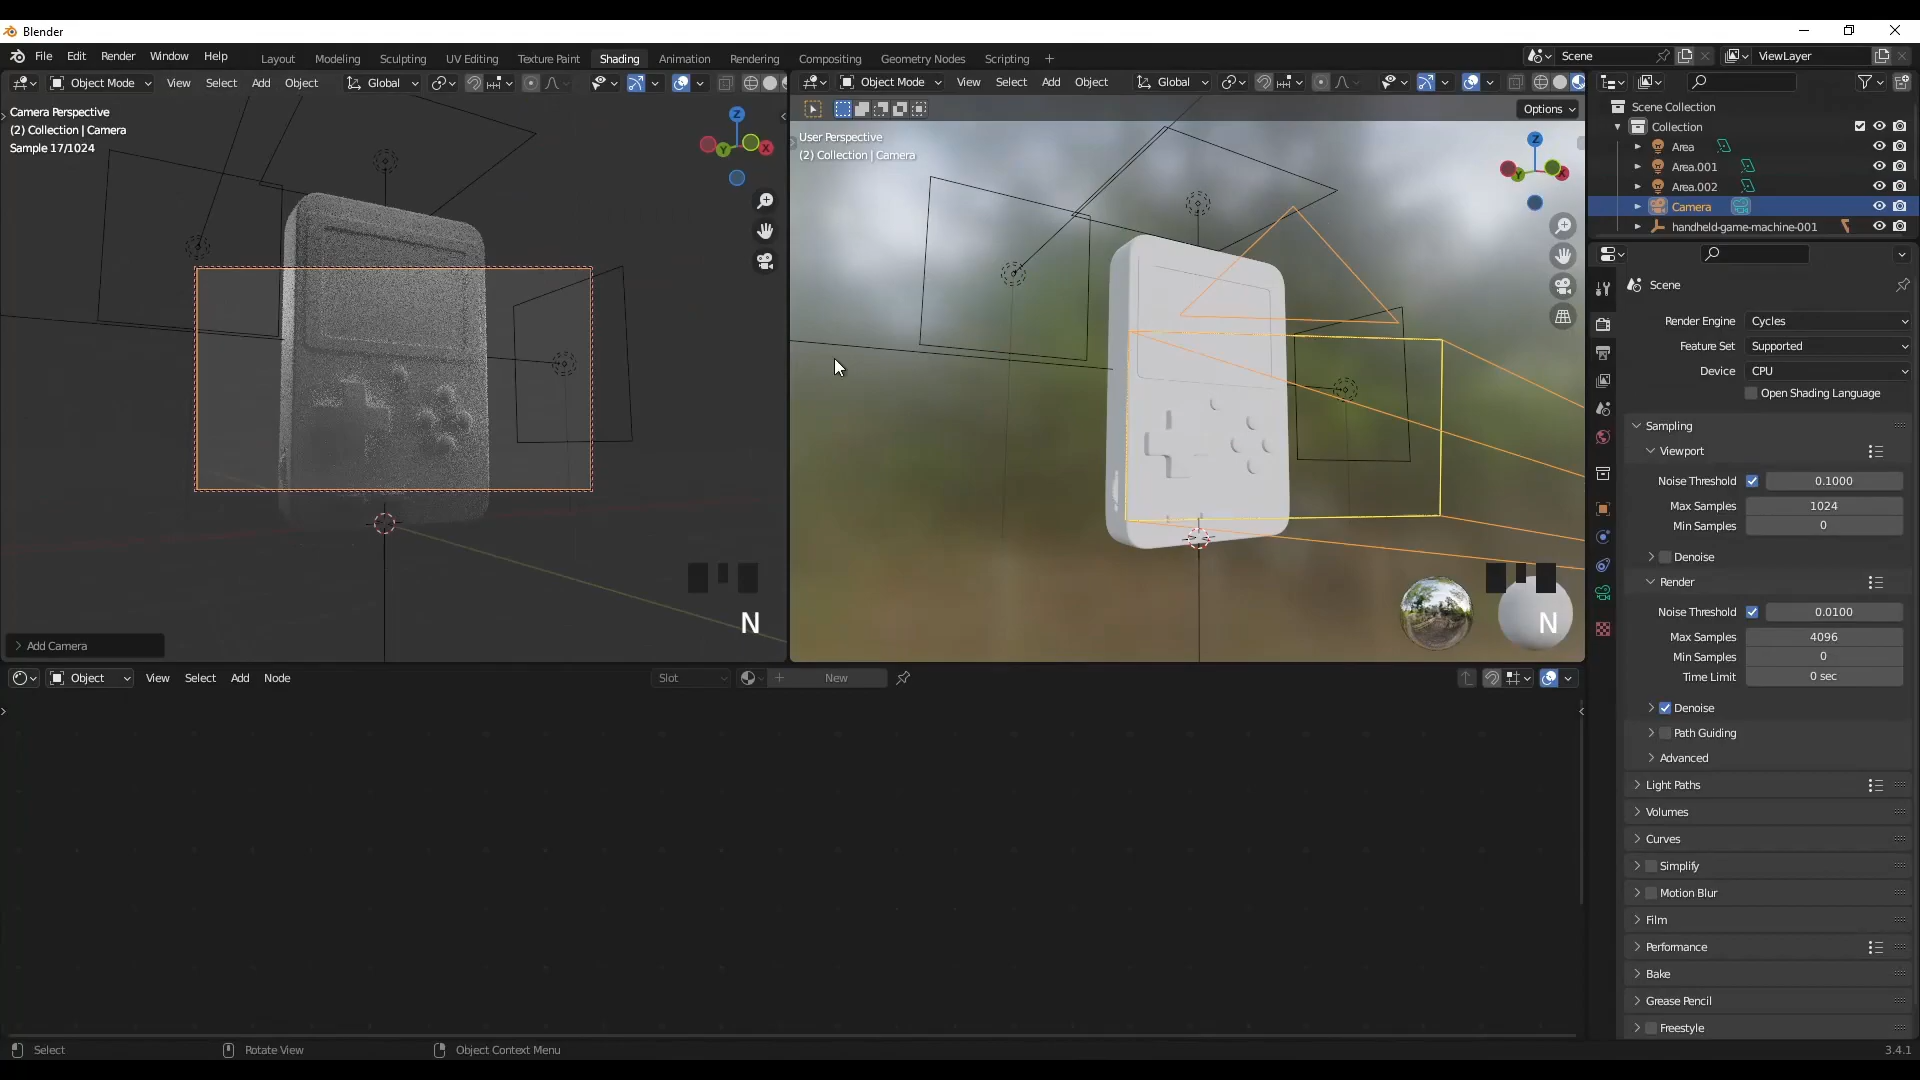 Blender
File Edit Render Window Help
Layout Modeling Sculpting UV Editing Texture Paint Shading Animation Rendering Compositing Geometry Nodes Scripting +
Scene
ViewLayer
Object Mode View Select Add Object Global
Object Mode View Select Add Object Global
Options
Camera Perspective
(2) Collection | Camera
Sample 17/1024
Z
Y
X
User Perspective
(2) Collection | Camera
Z
Y
X
N
N
Add Camera
Object View Select Add Node
Slot
New
Scene Collection
Collection
Area
Area.001
Area.002
Camera
handheld-game-machine-001
Scene
Render Engine Cycles
Feature Set Supported
Device CPU
Open Shading Language
Sampling
Viewport
Noise Threshold 0.1000
Max Samples 1024
Min Samples 0
Denoise
Render
Noise Threshold 0.0100
Max Samples 4096
Min Samples 0
Time Limit 0 sec
Denoise
Path Guiding
Advanced
Light Paths
Volumes
Curves
Simplify
Motion Blur
Film
Performance
Bake
Grease Pencil
Freestyle
Select
Rotate View
Object Context Menu
3.4.1